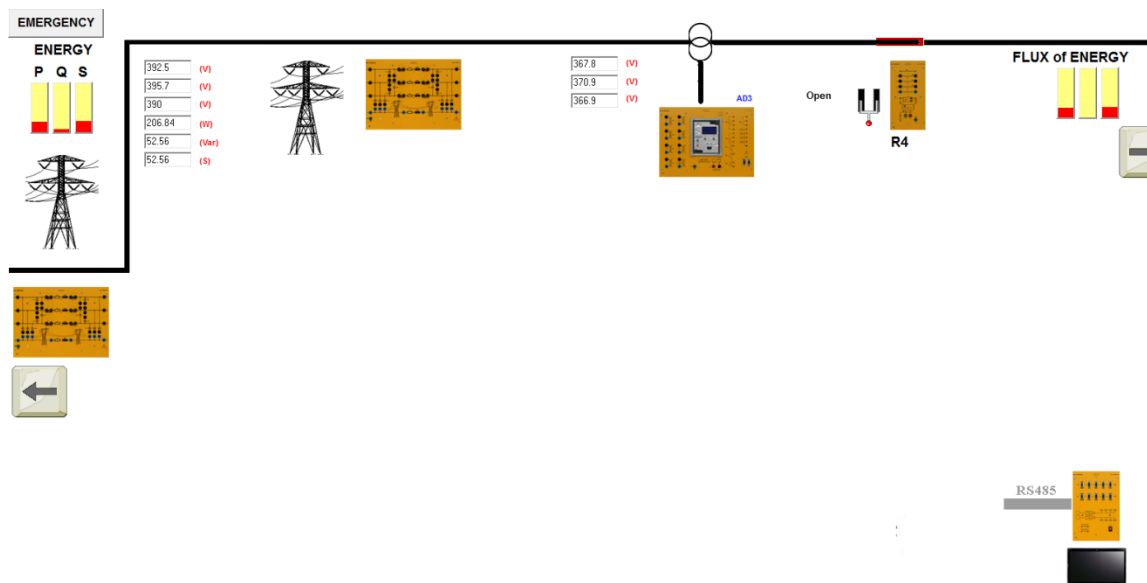 EMERGENCY
ENERGY
P Q S
392.5 (V)
395.7 (V)
390 (V)
206.84 (W)
52.56 (Var)
52.56 (S)
367.8 (V)
370.9 (V)
366.9 (V)
AD3
Open
R4
FLUX of ENERGY
RS485